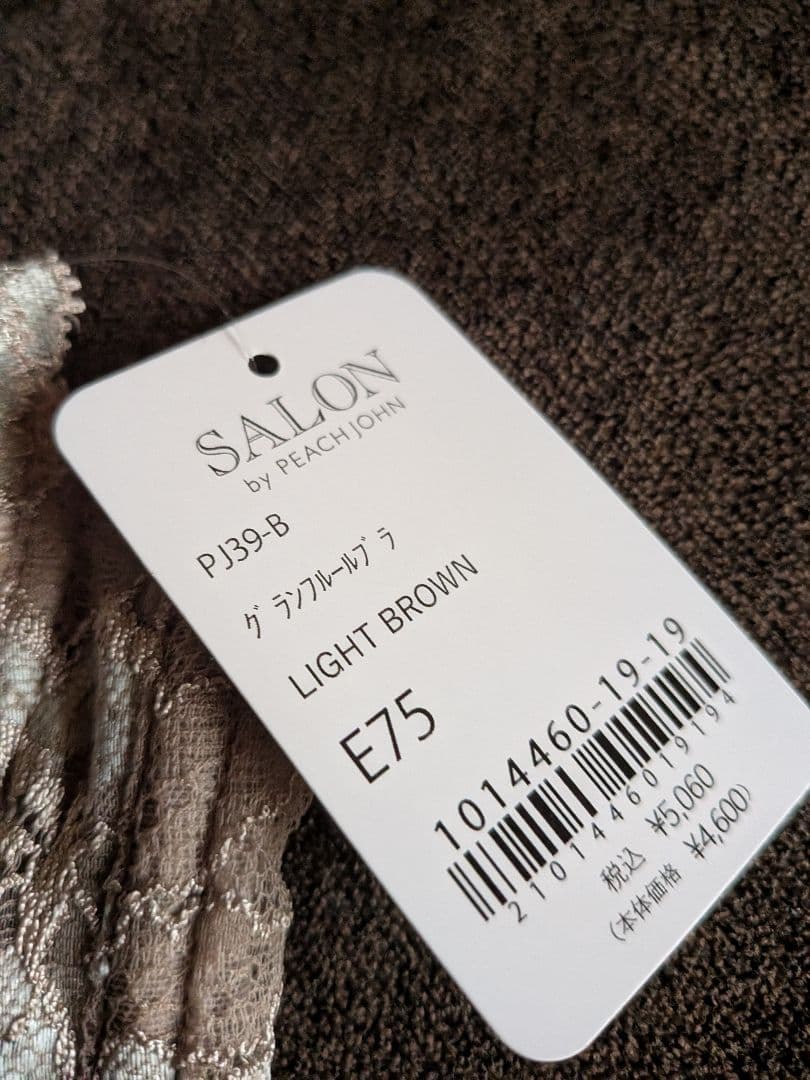 SALON
by PEACH JOHN
PJ39-B
ｸﾞﾗﾝﾌﾙｰﾙﾌﾞﾗ
LIGHT BROWN
E75
1014460-19-19
2101446019194
税込 ¥5,060
(本体価格 ¥4,600)